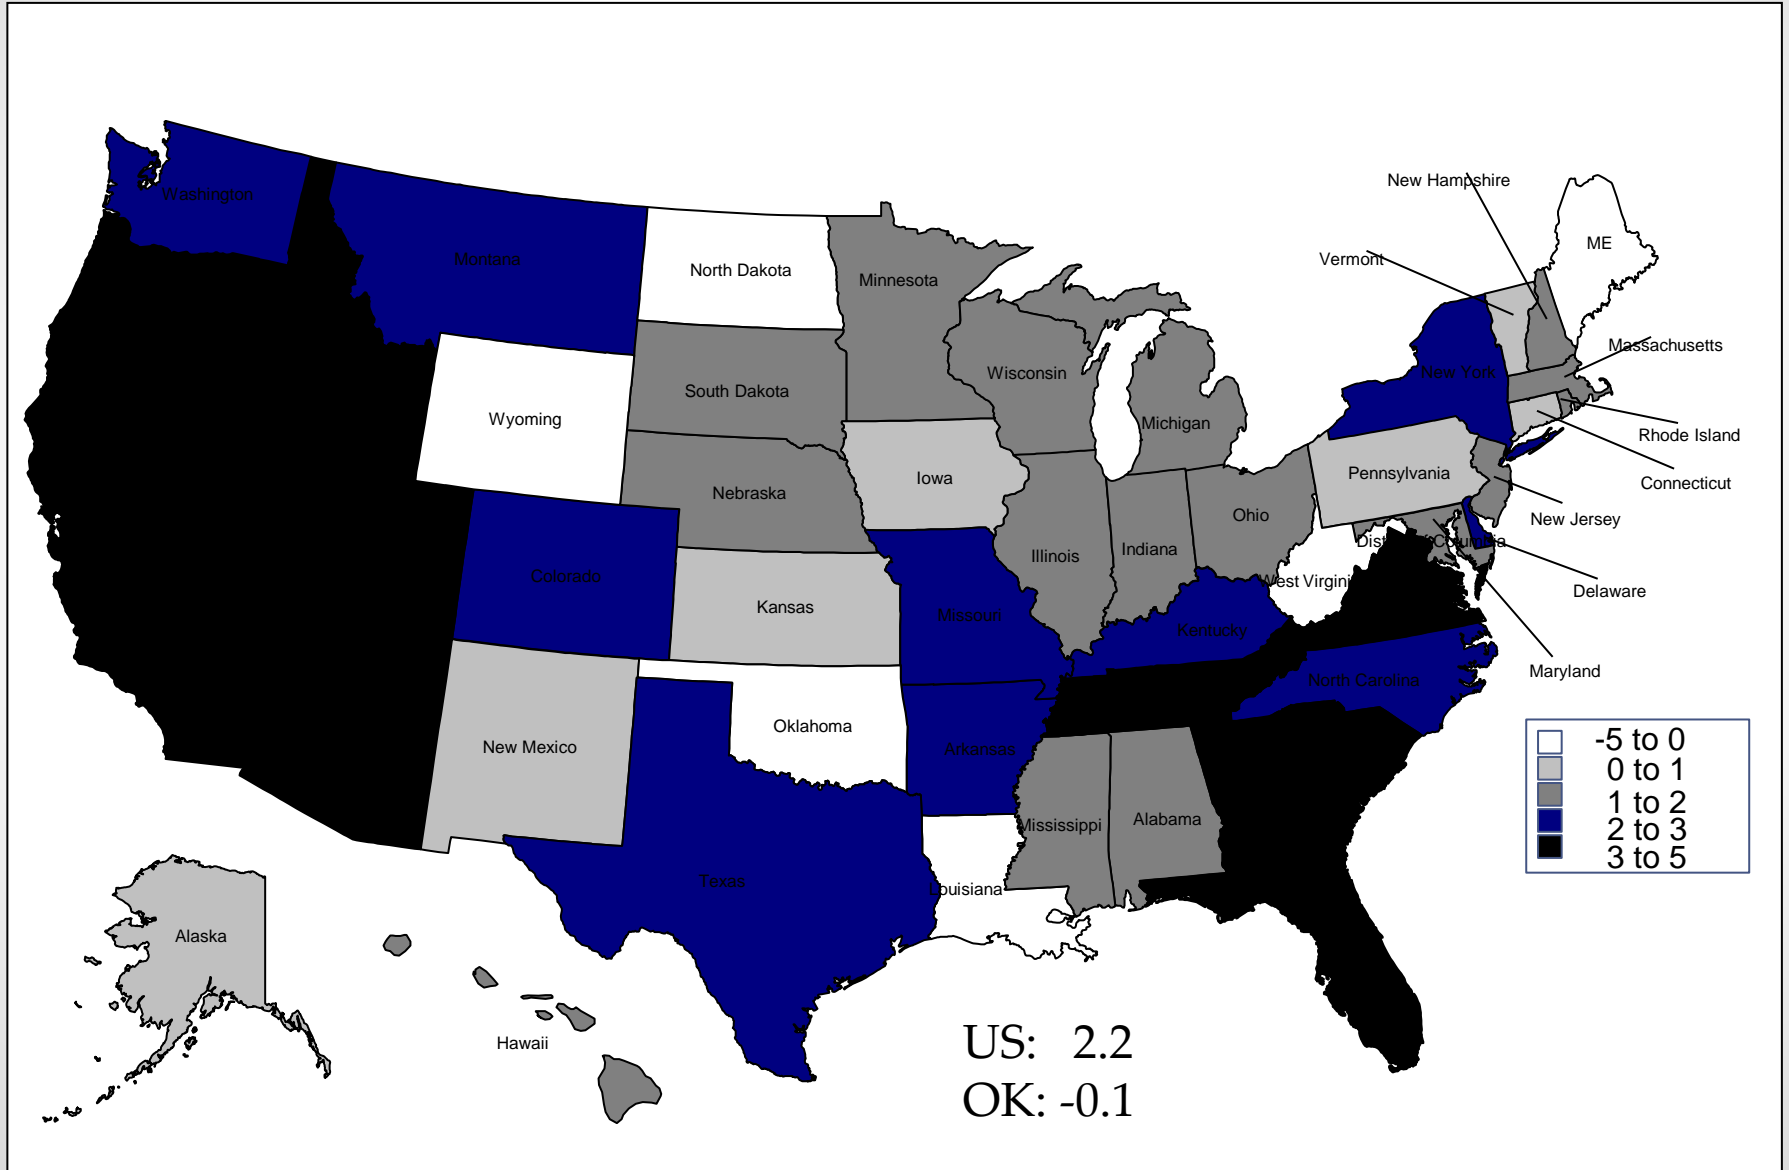 New Hampshire
Washington
ME
Vermont
Montana
North Dakota
Minnesota
Massachusetts
Wisconsin
New York
South Dakota
Wyoming
Michigan
Rhode Island
Pennsylvania
Iowa
Connecticut
Nebraska
Ohio
New Jersey
Columbia
Indiana
Illinois
Colorado
West Virgini
Delaware
Kansas
Missouri
Kentucky
Maryland
North Carolina
Oklahoma
New Mexico
Arkansas
-5 to 0
0 to 1
1 to 2
2 to 3
3 to 5
Mississippi
Alabama
Texas
Louisiana
Alaska
Hawaii
US: 2.2
OK: -0.1